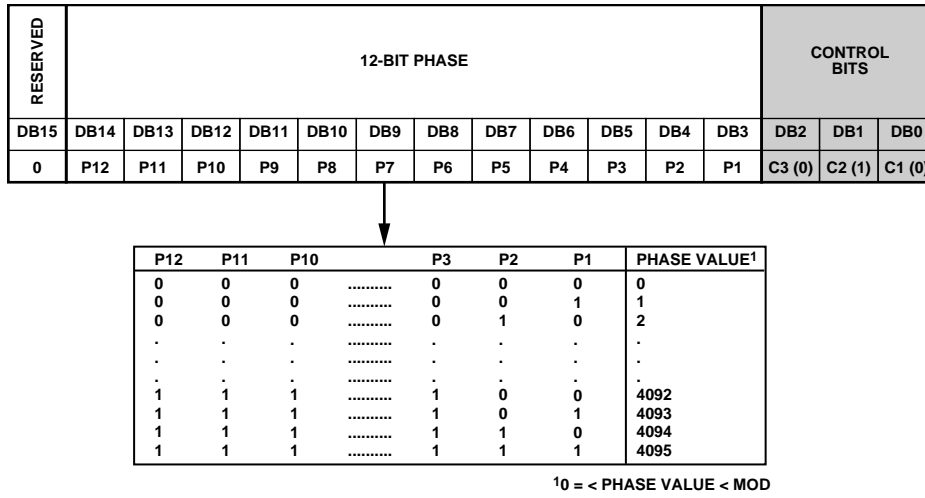 RESERVED
12-BIT PHASE
CONTROL
BITS
DB15 DB14 DB13 DB12 DB11 DB10 DB9 DB8 DB7 DB6 DB5 DB4 DB3 DB2 DB1 DB0
0 P12 P11 P10 P9 P8 P7 P6 P5 P4 P3 P2 P1 C3 (0) C2 (1) C1 (0)
P12 P11 P10 P3 P2 P1 PHASE VALUE¹
0 0 0 .......... 0 0 0 0
0 0 0 .......... 0 0 1 1
0 0 0 .......... 0 1 0 2
. . . .......... . . . .
. . . .......... . . . .
. . . .......... . . . .
1 1 1 .......... 1 0 0 4092
1 1 1 .......... 1 0 1 4093
1 1 1 .......... 1 1 0 4094
1 1 1 .......... 1 1 1 4095
¹0 = < PHASE VALUE < MOD